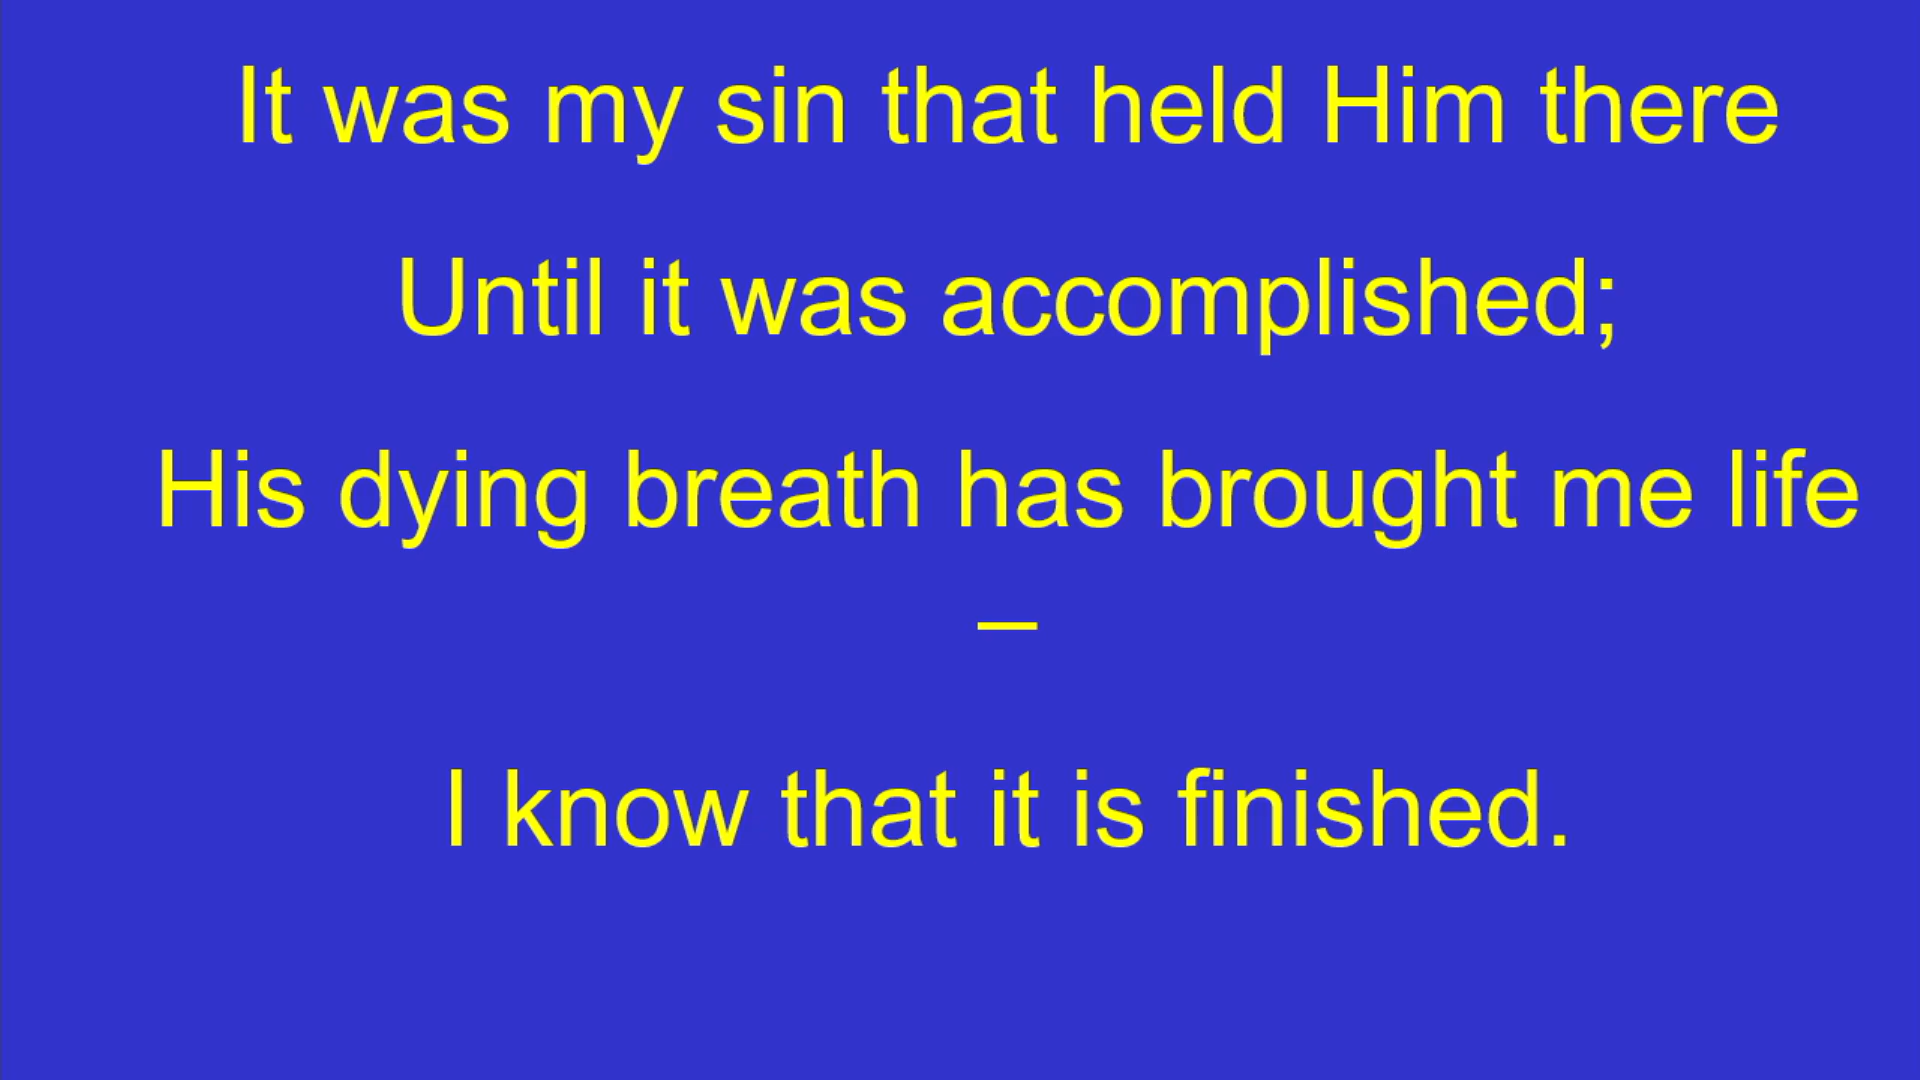 It was my sin that held Him there
Until it was accomplished;
His dying breath has brought me life
–
I know that it is finished.